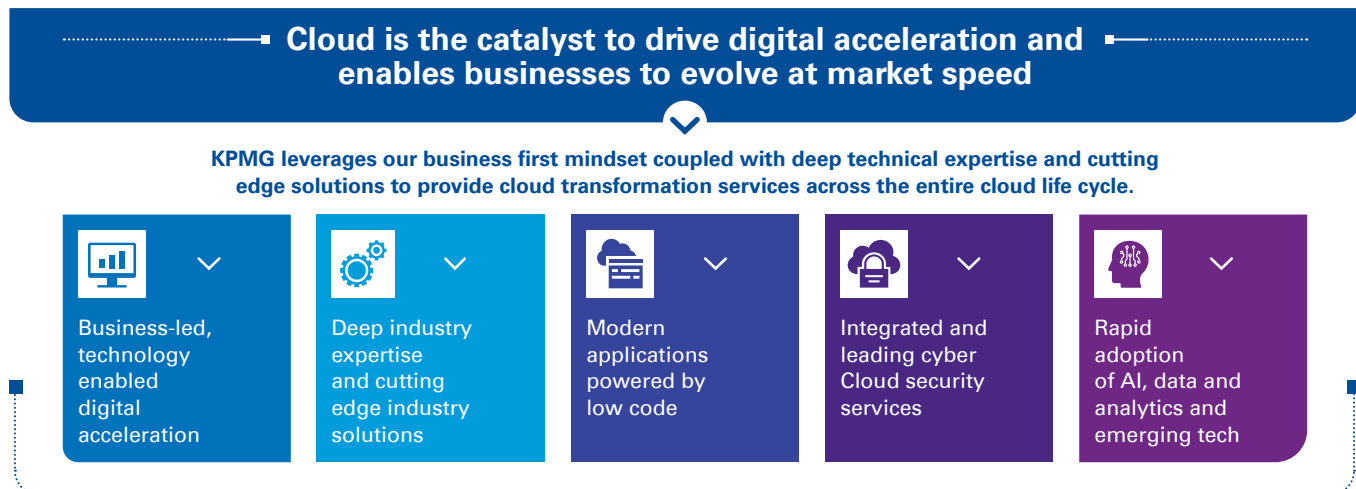 Cloud is the catalyst to drive digital acceleration and
enables businesses to evolve at market speed
KPMG leverages our business first mindset coupled with deep technical expertise and cutting
edge solutions to provide cloud transformation services across the entire cloud life cycle.
Business-led,
technology
enabled
digital
acceleration
Deep industry
expertise
and cutting
edge industry
solutions
Modern
applications
powered by
low code
Integrated and
leading cyber
Cloud security
services
Rapid
adoption
of AI, data and
analytics and
emerging tech